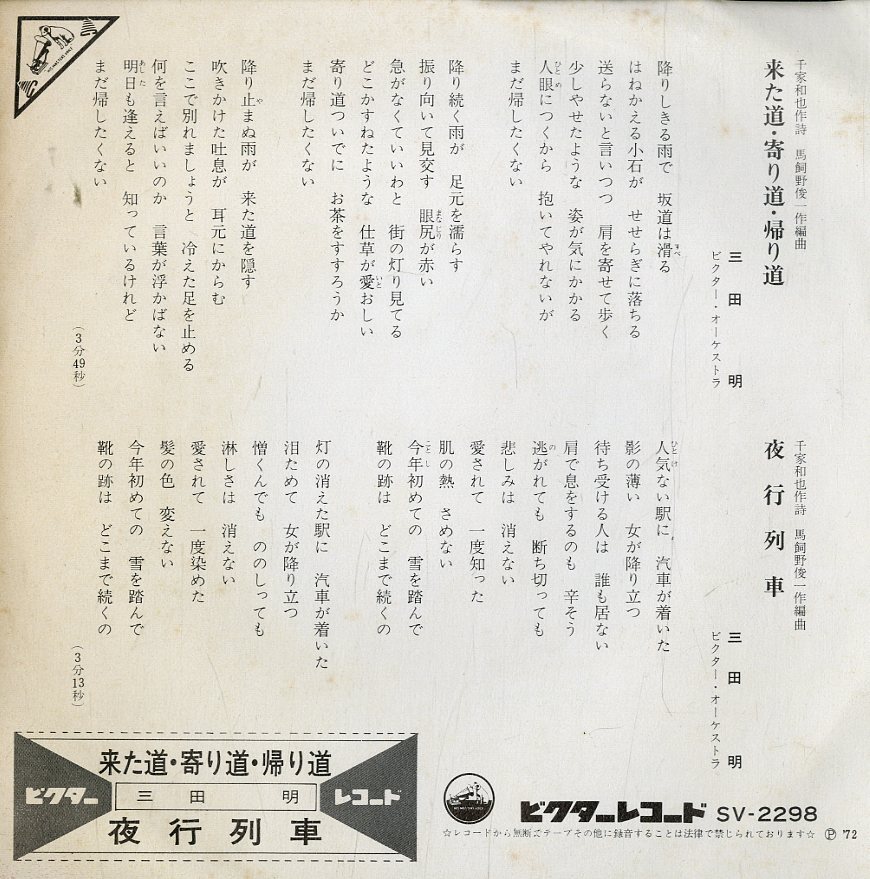 千家和也作詩　馬飼野俊一作編曲
来た道・寄り道・帰り道
三田明
ビクター・オーケストラ
降りしきる雨で　坂道は滑る
はねかえる小石が　せせらぎに落ちる
送らないと言いつつ　肩を寄せて歩く
少しやせたような　姿が気にかかる
人眼につくから　抱いてやれないが
まだ帰したくない
降り続く雨が　足元を濡らす
振り向いて見交す　眼尻が赤い
急がなくていいわと　街の灯り見てる
どこかすねたような　仕草が愛おしい
寄り道ついでに　お茶をすすろうか
まだ帰したくない
降り止まぬ雨が　来た道を隠す
吹きかけた吐息が　耳元にからむ
ここで別れましょうと　冷えた足を止める
何を言えばいいのか　言葉が浮かばない
明日も逢えると　知っているけれど
まだ帰したくない
（3分49秒）
千家和也作詩　馬飼野俊一作編曲
夜行列車
三田明
ビクター・オーケストラ
人気ない駅に　汽車が着いた
影の薄い　女が降り立つ
待ち受ける人は　誰も居ない
肩で息をするのも　辛そう
逃がれても　断ち切っても
悲しみは　消えない
愛されて　一度知った
肌の熱　さめない
今年初めての　雪を踏んで
靴の跡は　どこまで続くの
灯の消えた駅に　汽車が着いた
泪ためて　女が降り立つ
憎くんでも　ののしっても
淋しさは　消えない
愛されて　一度染めた
髪の色　変えない
今年初めての　雪を踏んで
靴の跡は　どこまで続くの
（3分13秒）
来た道・寄り道・帰り道
ビクター　三田明　レコード
夜行列車
ビクターレコード SV-2298
☆レコードから無断でテープその他に録音することは法律で禁じられております☆ Ⓟ '72